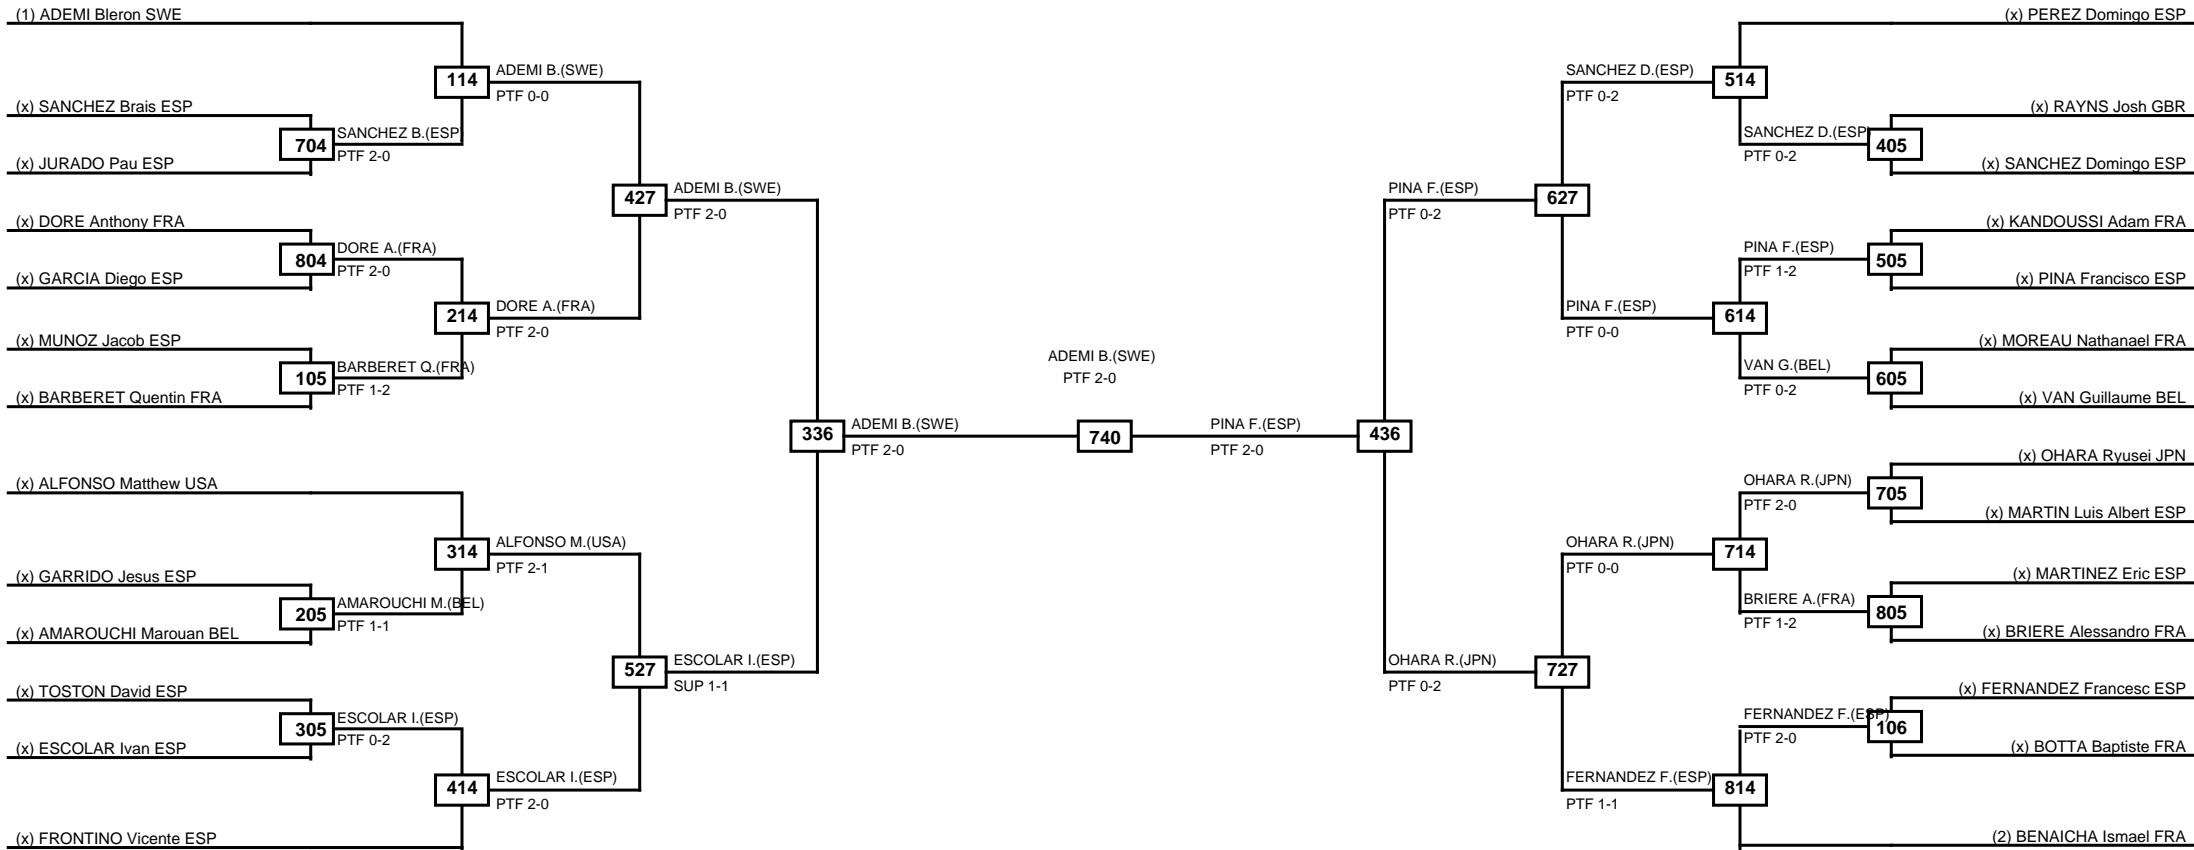 (1) ADEMI Bleron SWE
(x) PEREZ Domingo ESP
114
ADEMI B.(SWE)
PTF 0-0
SANCHEZ D.(ESP)
PTF 0-2
514
(x) SANCHEZ Brais ESP
704
SANCHEZ B.(ESP)
PTF 2-0
(x) JURADO Pau ESP
(x) RAYNS Josh GBR
SANCHEZ D.(ESP)
PTF 0-2
405
(x) SANCHEZ Domingo ESP
427
ADEMI B.(SWE)
PTF 2-0
PINA F.(ESP)
PTF 0-2
627
(x) DORE Anthony FRA
804
DORE A.(FRA)
PTF 2-0
(x) GARCIA Diego ESP
(x) KANDOUSSI Adam FRA
PINA F.(ESP)
PTF 1-2
505
(x) PINA Francisco ESP
214
DORE A.(FRA)
PTF 2-0
PINA F.(ESP)
PTF 0-0
614
(x) MUNOZ Jacob ESP
105
BARBERET Q.(FRA)
PTF 1-2
(x) BARBERET Quentin FRA
ADEMI B.(SWE)
PTF 2-0
(x) MOREAU Nathanael FRA
VAN G.(BEL)
PTF 0-2
605
(x) VAN Guillaume BEL
336
ADEMI B.(SWE)
PTF 2-0
740
PINA F.(ESP)
PTF 2-0
436
(x) ALFONSO Matthew USA
(x) OHARA Ryusei JPN
OHARA R.(JPN)
PTF 2-0
705
(x) MARTIN Luis Albert ESP
314
ALFONSO M.(USA)
PTF 2-1
OHARA R.(JPN)
PTF 0-0
714
(x) GARRIDO Jesus ESP
205
AMAROUCHI M.(BEL)
PTF 1-1
(x) AMAROUCHI Marouan BEL
(x) MARTINEZ Eric ESP
BRIERE A.(FRA)
PTF 1-2
805
(x) BRIERE Alessandro FRA
527
ESCOLAR I.(ESP)
SUP 1-1
OHARA R.(JPN)
PTF 0-2
727
(x) TOSTON David ESP
305
ESCOLAR I.(ESP)
PTF 0-2
(x) ESCOLAR Ivan ESP
(x) FERNANDEZ Francesc ESP
FERNANDEZ F.(ESP)
PTF 2-0
106
(x) BOTTA Baptiste FRA
414
ESCOLAR I.(ESP)
PTF 2-0
FERNANDEZ F.(ESP)
PTF 1-1
814
(x) FRONTINO Vicente ESP
(2) BENAICHA Ismael FRA